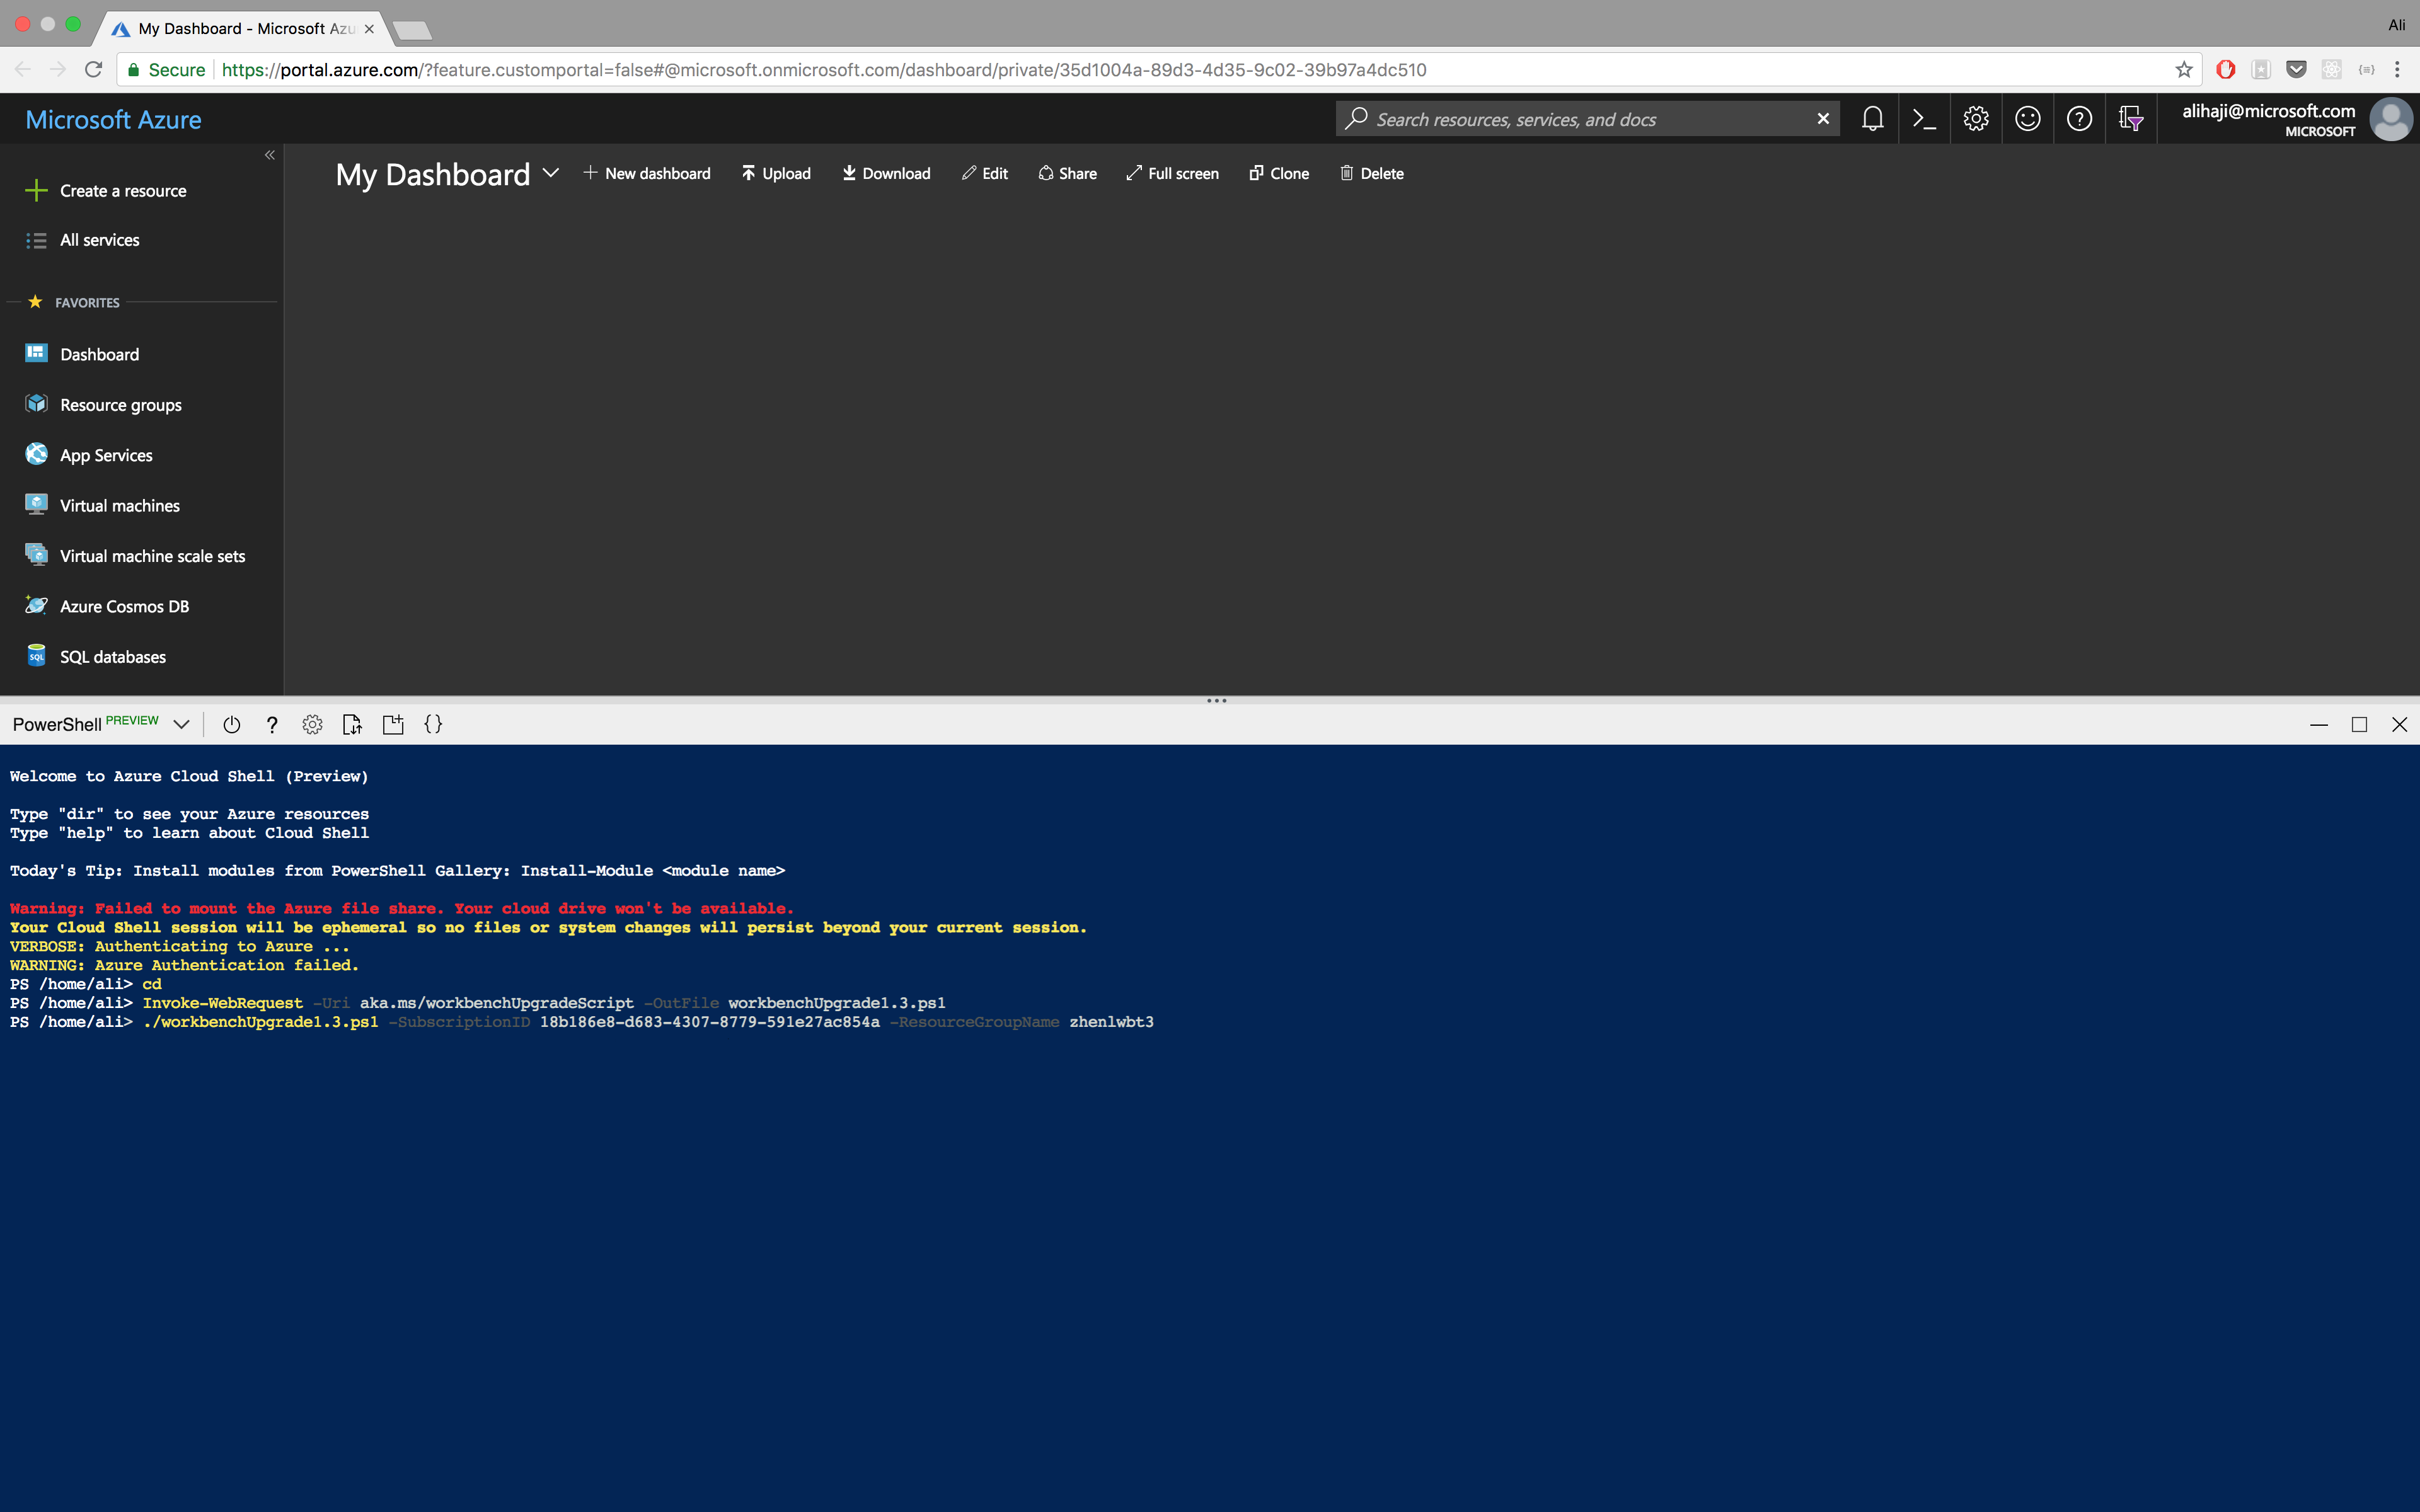 My Dashboard - Microsoft Azu
Ali
Secure https://portal.azure.com/?feature.customportal=false#@microsoft.onmicrosoft.com/dashboard/private/35d1004a-89d3-4d35-9c02-39b97a4dc510
Microsoft Azure
Search resources, services, and docs
alihaji@microsoft.com
MICROSOFT
My Dashboard
New dashboard Upload Download Edit Share Full screen Clone Delete
Create a resource
All services
FAVORITES
Dashboard
Resource groups
App Services
Virtual machines
Virtual machine scale sets
Azure Cosmos DB
SQL
SQL databases
PowerShell PREVIEW
Welcome to Azure Cloud Shell (Preview)
Type "dir" to see your Azure resources
Type "help" to learn about Cloud Shell
Today's Tip: Install modules from PowerShell Gallery: Install-Module <module name>
Warning: Failed to mount the Azure file share. Your cloud drive won't be available.
Your Cloud Shell session will be ephemeral so no files or system changes will persist beyond your current session.
VERBOSE: Authenticating to Azure ...
WARNING: Azure Authentication failed.
PS /home/ali> cd
PS /home/ali> Invoke-WebRequest -Uri aka.ms/workbenchUpgradeScript -OutFile workbenchUpgrade1.3.ps1
PS /home/ali> ./workbenchUpgrade1.3.ps1 -SubscriptionID 18b186e8-d683-4307-8779-591e27ac854a -ResourceGroupName zhenlwbt3